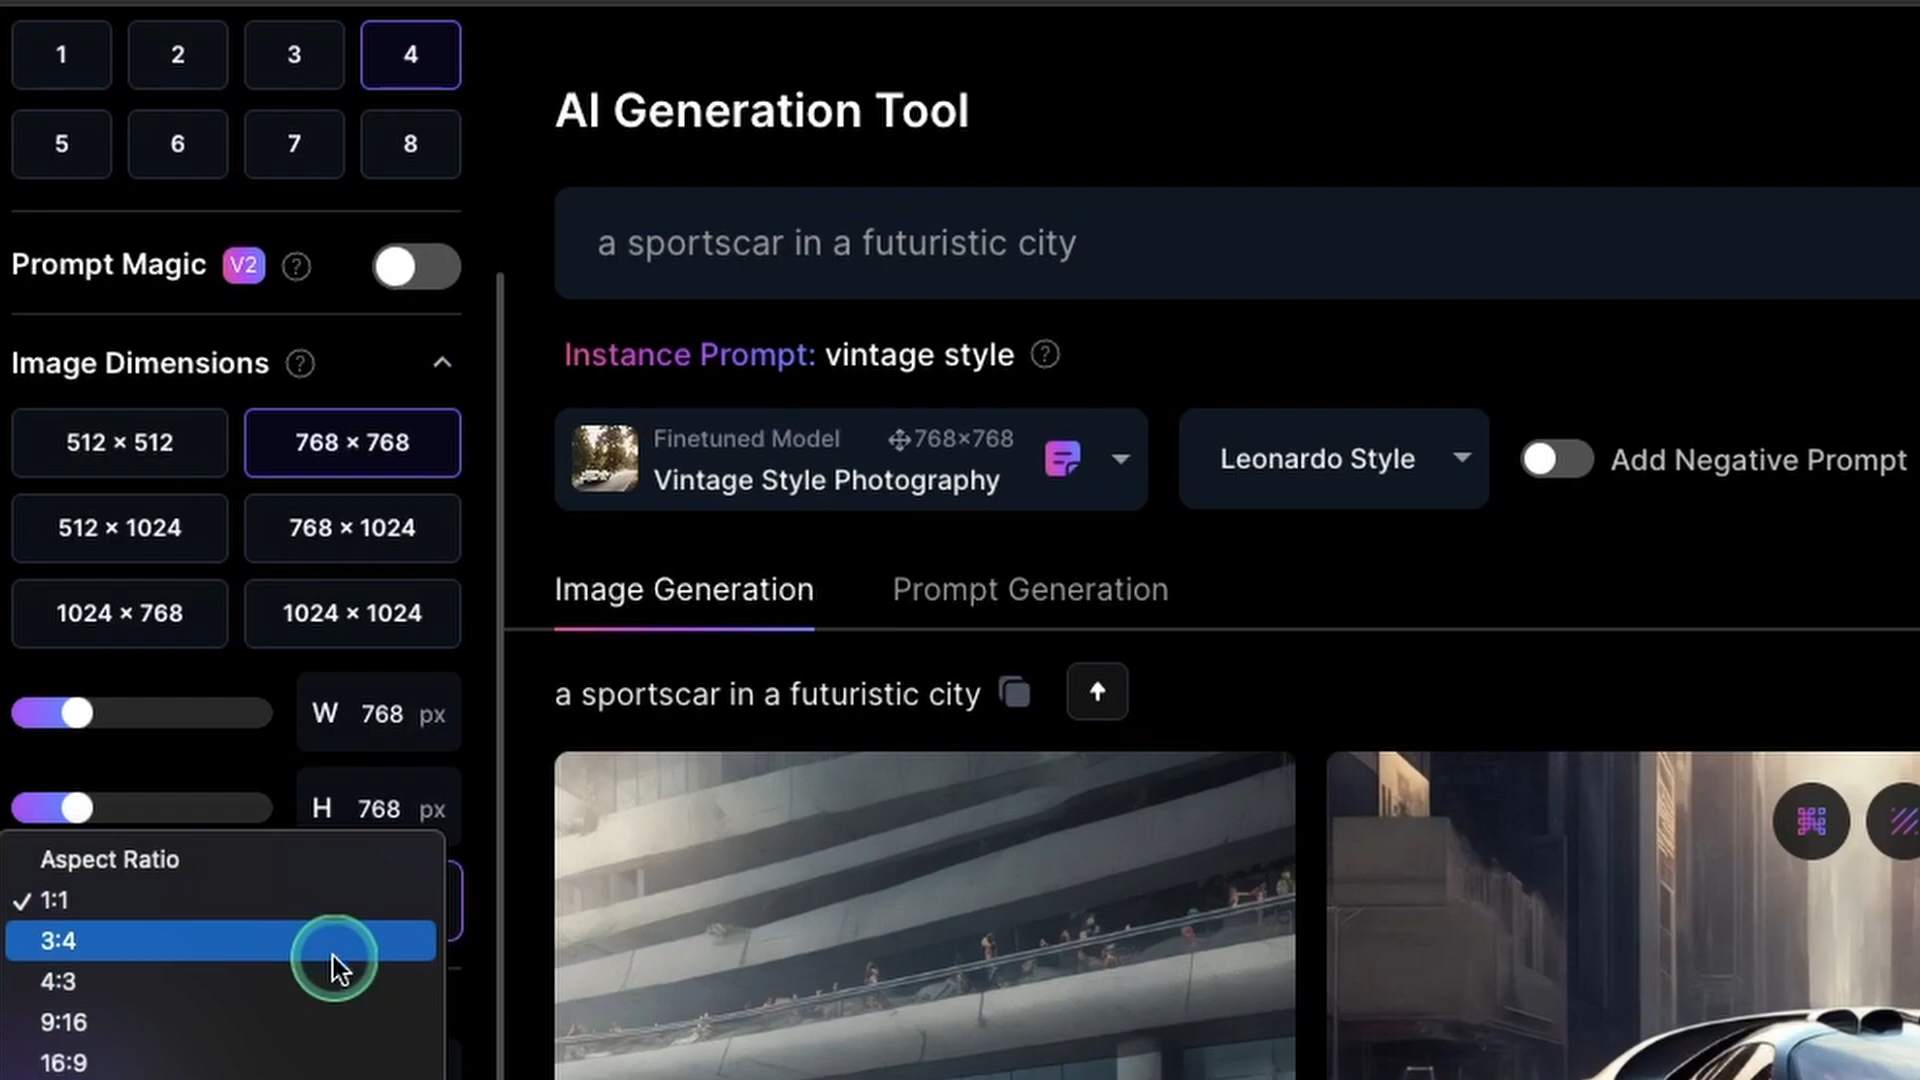 1 2 3 4
5 6 7 8
Prompt Magic V2 ?
Image Dimensions ?
512 × 512 768 × 768
512 × 1024 768 × 1024
1024 × 768 1024 × 1024
W 768 px
H 768 px
Aspect Ratio
✓ 1:1
3:4
4:3
9:16
16:9
AI Generation Tool
a sportscar in a futuristic city
Instance Prompt: vintage style ?
Finetuned Model 768×768
Vintage Style Photography
Leonardo Style
Add Negative Prompt
Image Generation Prompt Generation
a sportscar in a futuristic city